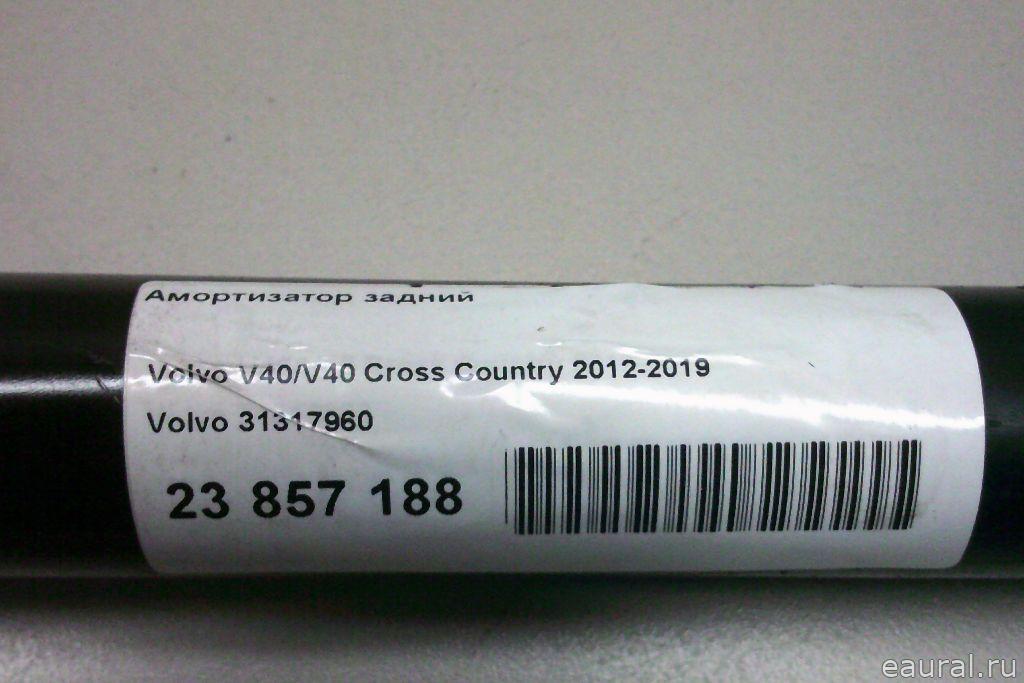 Амортизатор задний
Volvo V40/V40 Cross Country 2012-2019
Volvo 31317960
23 857 188
eaural.ru